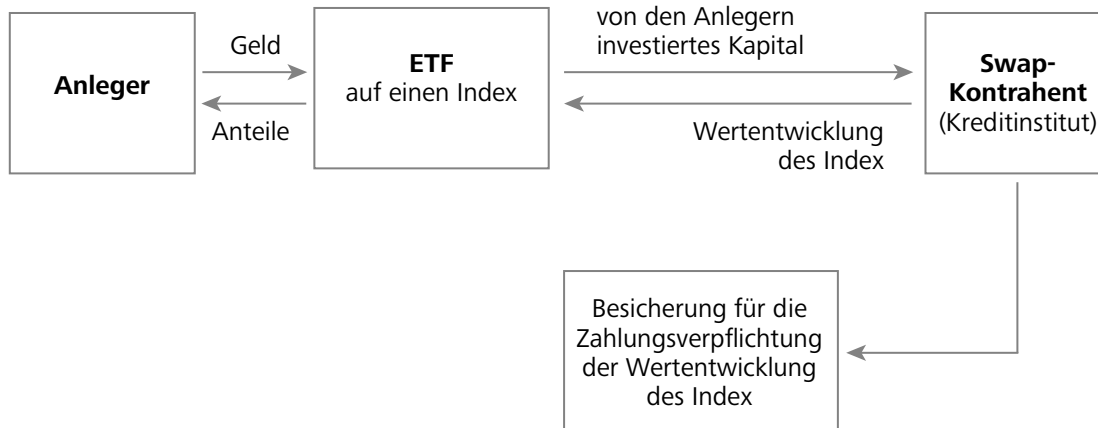 Anleger
Geld
Anteile
ETF
auf einen Index
von den Anlegern
investiertes Kapital
Wertentwicklung
des Index
Swap-
Kontrahent
(Kreditinstitut)
Besicherung für die
Zahlungsverpflichtung
der Wertentwicklung
des Index